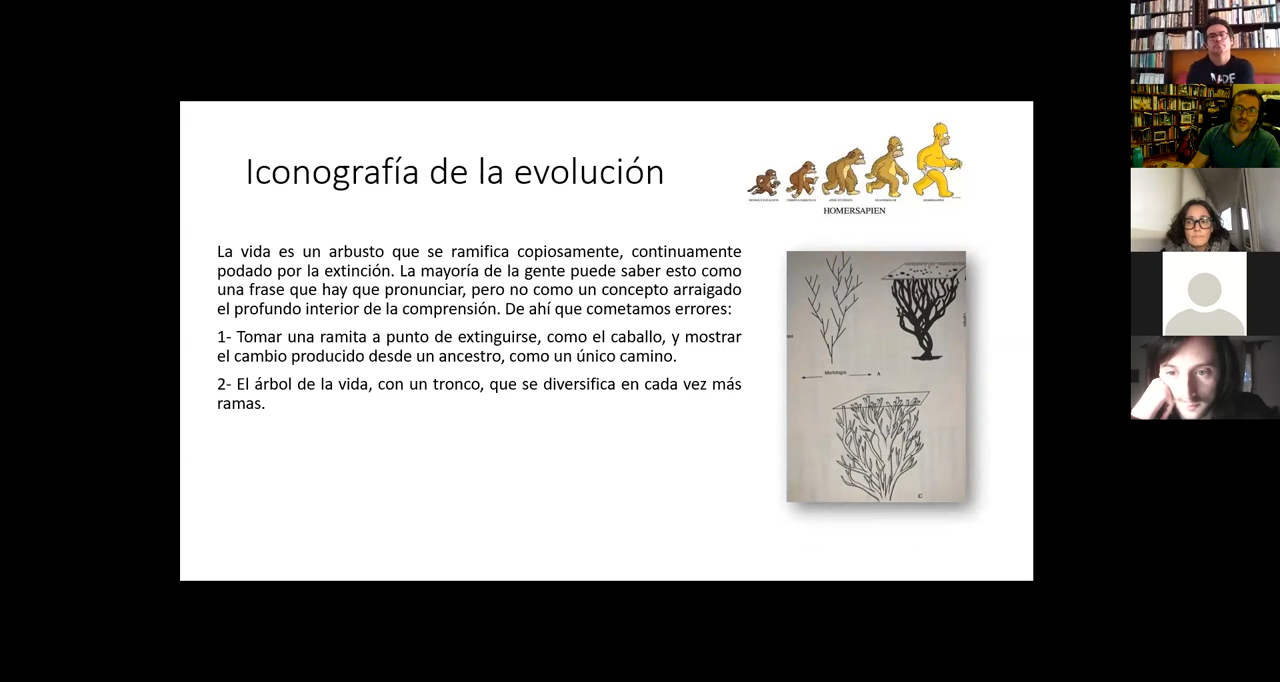 Iconografía de la evolución
HOMERSAPIEN
La vida es un arbusto que se ramifica copiosamente, continuamente
podado por la extinción. La mayoría de la gente puede saber esto como
una frase que hay que pronunciar, pero no como un concepto arraigado
el profundo interior de la comprensión. De ahí que cometamos errores:
1- Tomar una ramita a punto de extinguirse, como el caballo, y mostrar
el cambio producido desde un ancestro, como un único camino.
2- El árbol de la vida, con un tronco, que se diversifica en cada vez más
ramas.
Morfología
A
C